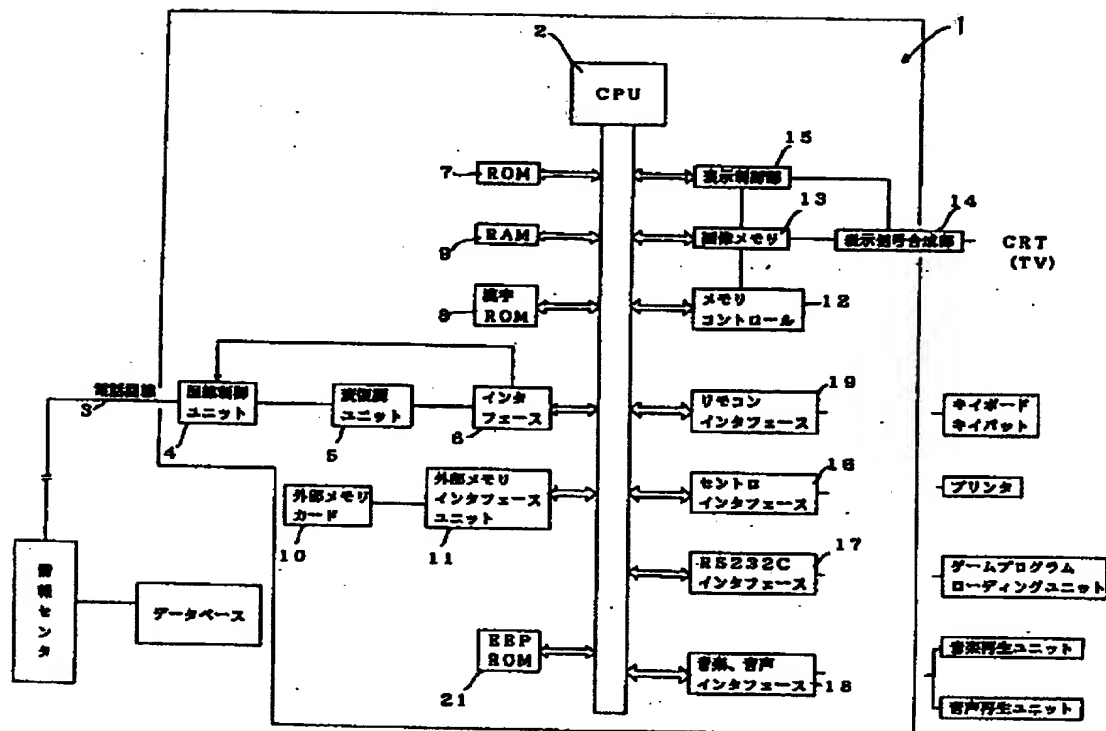 1
2
CPU
15
7
ROM
表示制御部
13
14
9
RAM
画像メモリ
表示信号合成部
CRT
(TV)
8
漢字
ROM
メモリ
コントロール
12
電話回線
3
回線制御
ユニット
4
変復調
ユニット
5
インタ
フェース
6
リモコン
インタフェース
19
キイボード
キイパット
外部メモリ
カード
10
外部メモリ
インタフェース
ユニット
11
セントロ
インタフェース
16
プリンタ
RS232C
インタフェース
17
ゲームプログラム
ローディングユニット
情報センタ
データベース
EEP
ROM
21
音楽、音声
インタフェース
18
音楽再生ユニット
音声再生ユニット